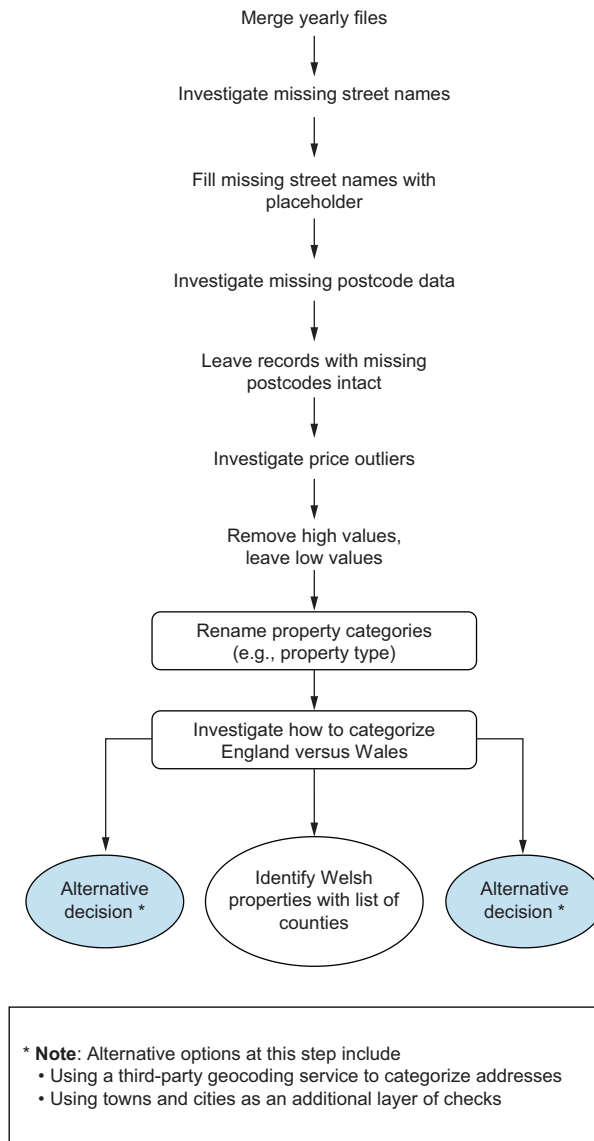 Merge yearly files
Investigate missing street names
Fill missing street names with
placeholder
Investigate missing postcode data
Leave records with missing
postcodes intact
Investigate price outliers
Remove high values,
leave low values
Rename property categories
(e.g., property type)
Investigate how to categorize
England versus Wales
Alternative
decision *
Identify Welsh
properties with list of
counties
Alternative
decision *
* Note: Alternative options at this step include
• Using a third-party geocoding service to categorize addresses
• Using towns and cities as an additional layer of checks